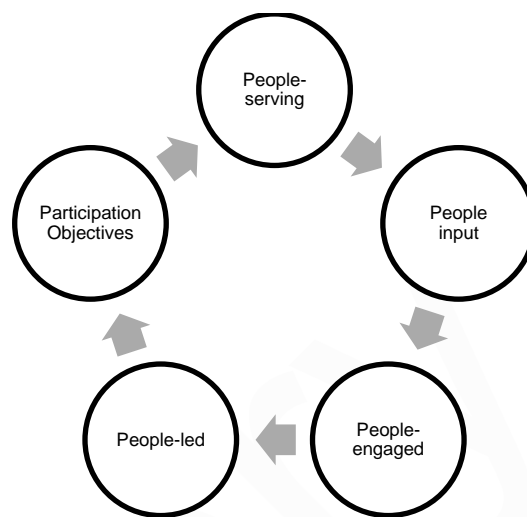 People-
serving
People
input
People-
engaged
People-led
Participation
Objectives